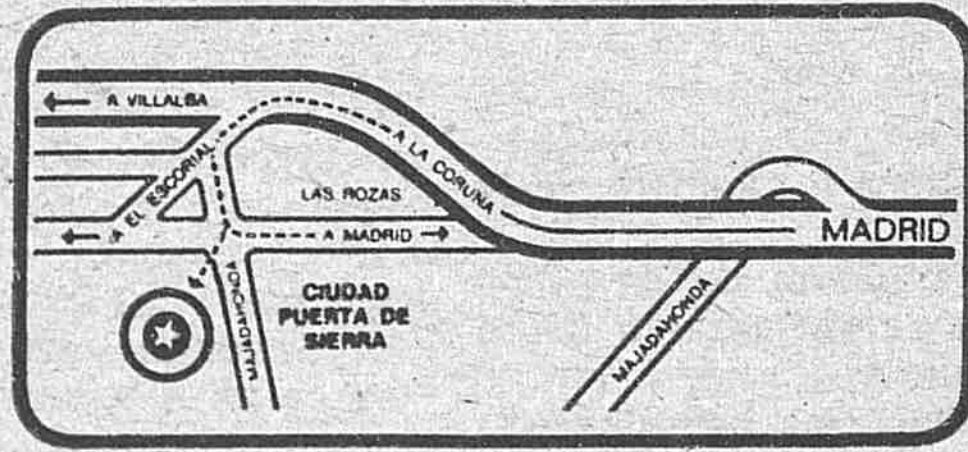 A VILLALBA
A EL ESCORIAL
A LA CORUÑA
LAS ROZAS
A MADRID
MADRID
MAJADAHONDA
CIUDAD
PUERTA DE
SIERRA
MAJADAHONDA